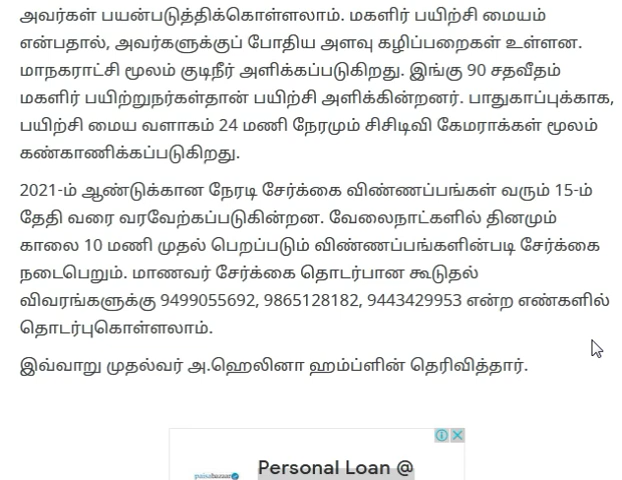 அவர்கள் பயன்படுத்திக்கொள்ளலாம். மகளிர் பயிற்சி மையம்
என்பதால், அவர்களுக்குப் போதிய அளவு கழிப்பறைகள் உள்ளன.
மாநகராட்சி மூலம் குடிநீர் அளிக்கப்படுகிறது. இங்கு 90 சதவீதம்
மகளிர் பயிற்றுநர்கள்தான் பயிற்சி அளிக்கின்றனர். பாதுகாப்புக்காக,
பயிற்சி மைய வளாகம் 24 மணி நேரமும் சிசிடிவி கேமராக்கள் மூலம்
கண்காணிக்கப்படுகிறது.
2021-ம் ஆண்டுக்கான நேரடி சேர்க்கை விண்ணப்பங்கள் வரும் 15-ம்
தேதி வரை வரவேற்கப்படுகின்றன. வேலைநாட்களில் தினமும்
காலை 10 மணி முதல் பெறப்படும் விண்ணப்பங்களின்படி சேர்க்கை
நடைபெறும். மாணவர் சேர்க்கை தொடர்பான கூடுதல்
விவரங்களுக்கு 9499055692, 9865128182, 9443429953 என்ற எண்களில்
தொடர்புகொள்ளலாம்.
இவ்வாறு முதல்வர் அ.ஹெலினா ஹம்ப்ளின் தெரிவித்தார்.
Personal Loan @
paisabazaar